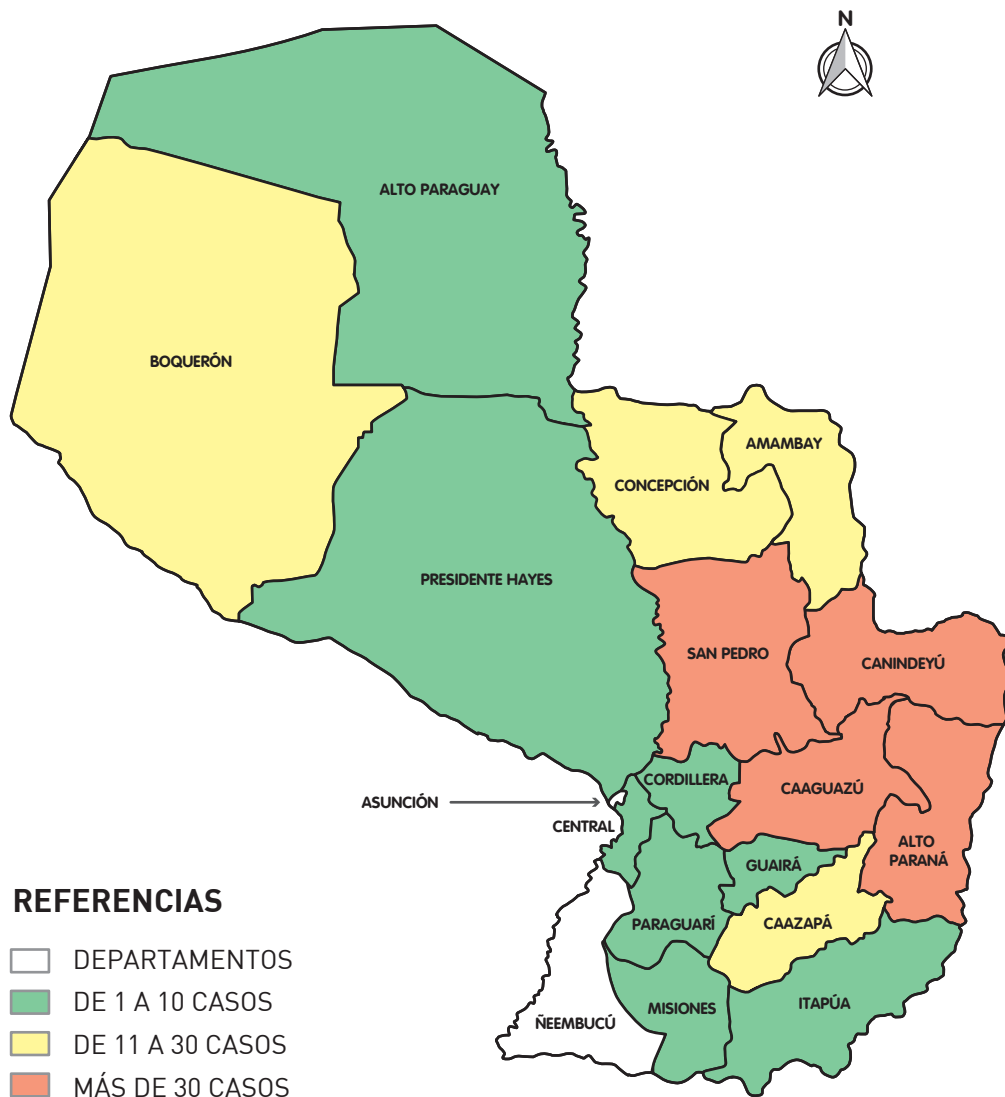 N
ALTO PARAGUAY
BOQUERÓN
AMAMBAY
CONCEPCIÓN
PRESIDENTE HAYES
SAN PEDRO
CANINDEYÚ
CORDILLERA
CAAGUAZÚ
ASUNCIÓN
CENTRAL
ALTO
PARANÁ
GUAIRÁ
PARAGUARÍ
CAAZAPÁ
MISIONES
ITAPÚA
ÑEEMBUCÚ
REFERENCIAS
DEPARTAMENTOS
DE 1 A 10 CASOS
DE 11 A 30 CASOS
MÁS DE 30 CASOS